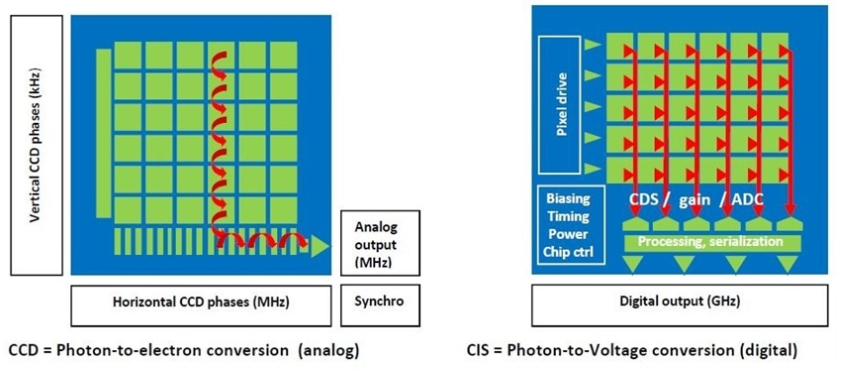 Vertical CCD phases (kHz)
Analog
output
(MHz)
Horizontal CCD phases (MHz)
Synchro
CCD = Photon-to-electron conversion (analog)
Pixel drive
Biasing
Timing
Power
Chip ctrl
CDS / gain / ADC
Processing, serialization
Digital output (GHz)
CIS = Photon-to-Voltage conversion (digital)